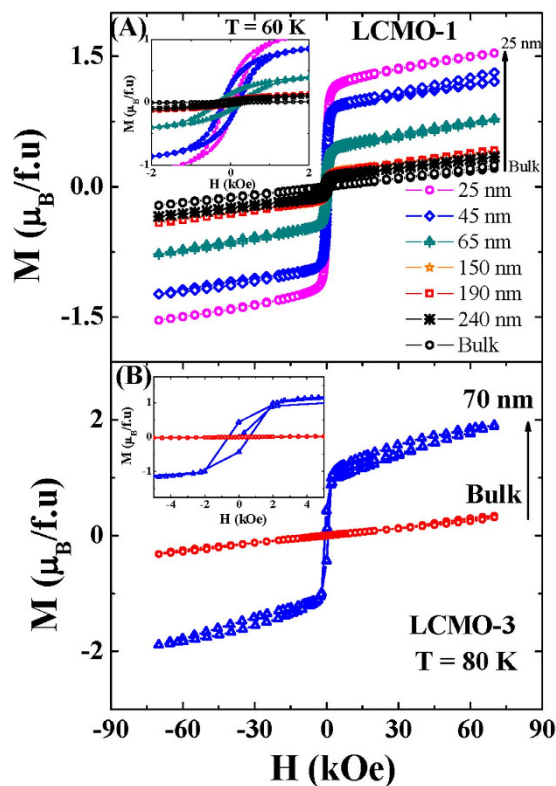 (A)
T = 60 K
LCMO-1
1
0
-1
M (μB/f.u)
-2
0
2
H (kOe)
1.5
0.0
-1.5
M (μB/f.u)
25 nm
Bulk
25 nm
45 nm
65 nm
150 nm
190 nm
240 nm
Bulk
(B)
1
0
-1
M (μB/f.u)
-4
-2
0
2
4
H (kOe)
70 nm
Bulk
2
0
-2
M (μB/f.u)
LCMO-3
T = 80 K
-90
-60
-30
0
30
60
90
H (kOe)